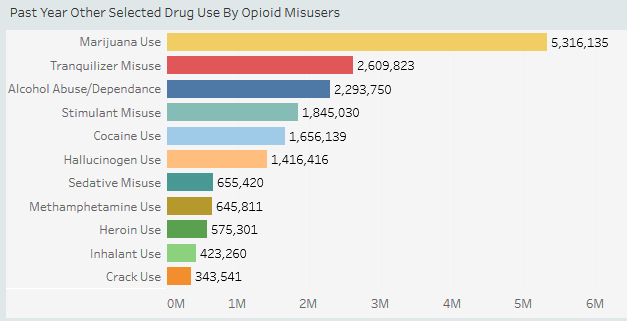 Past Year Other Selected Drug Use By Opioid Misusers
Marijuana Use 5,316,135
Tranquilizer Misuse 2,609,823
Alcohol Abuse/Dependance 2,293,750
Stimulant Misuse 1,845,030
Cocaine Use 1,656,139
Hallucinogen Use 1,416,416
Sedative Misuse 655,420
Methamphetamine Use 645,811
Heroin Use 575,301
Inhalant Use 423,260
Crack Use 343,541
0M 1M 2M 3M 4M 5M 6M